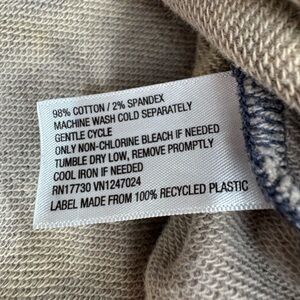 98% COTTON / 2% SPANDEX
MACHINE WASH COLD SEPARATELY
GENTLE CYCLE
ONLY NON-CHLORINE BLEACH IF NEEDED
TUMBLE DRY LOW, REMOVE PROMPTLY
COOL IRON IF NEEDED
RN17730 VN1247024
LABEL MADE FROM 100% RECYCLED PLASTIC